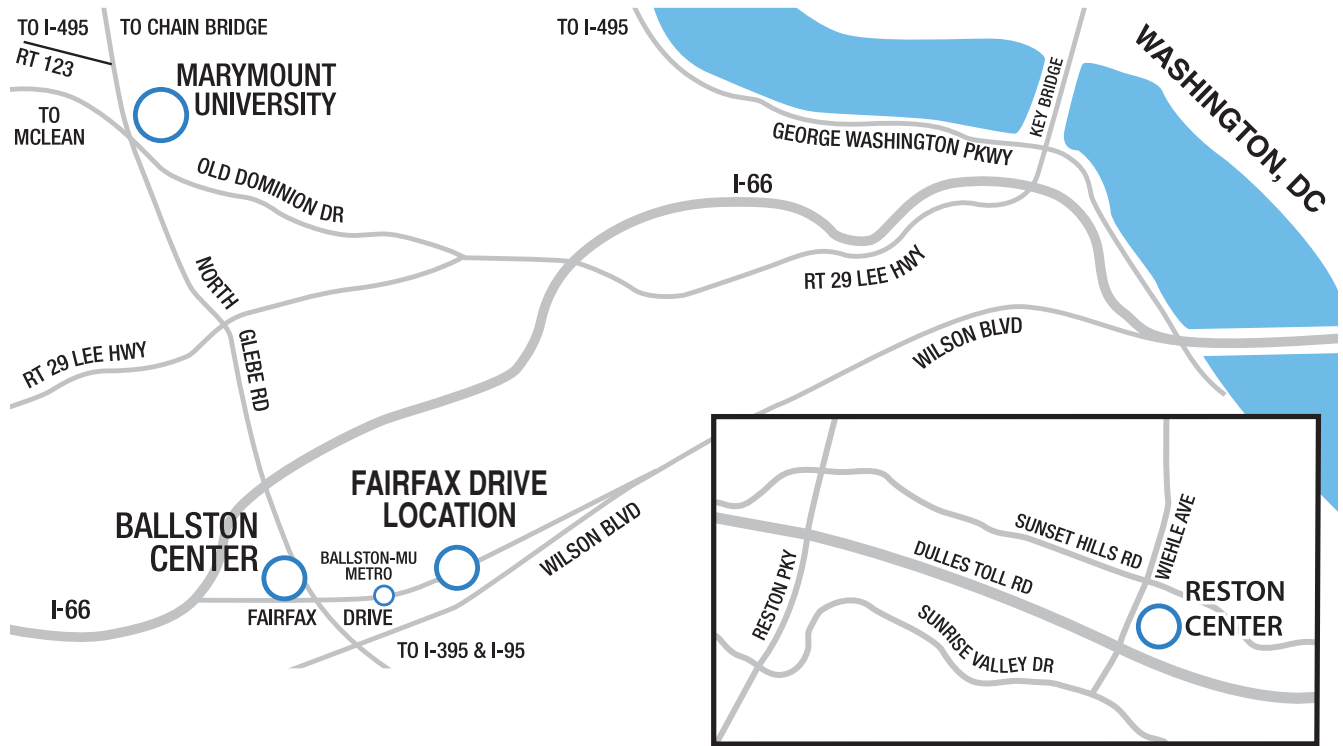 TO I-495
TO CHAIN BRIDGE
RT 123
MARYMOUNT
UNIVERSITY
TO
MCLEAN
OLD DOMINION DR
TO I-495
GEORGE WASHINGTON PKWY
KEY BRIDGE
WASHINGTON, DC
I-66
RT 29 LEE HWY
NORTH
GLEBE RD
RT 29 LEE HWY
WILSON BLVD
FAIRFAX DRIVE
LOCATION
BALLSTON
CENTER
BALLSTON-MU
METRO
WILSON BLVD
I-66
FAIRFAX
DRIVE
TO I-395 & I-95
SUNSET HILLS RD
WIEHLE AVE
DULLES TOLL RD
RESTON PKY
RESTON
CENTER
SUNRISE VALLEY DR